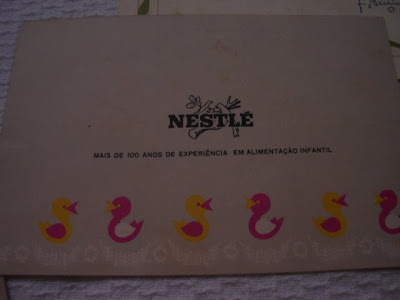 NESTLÉ
MAIS DE 100 ANOS DE EXPERIÊNCIA EM ALIMENTAÇÃO INFANTIL